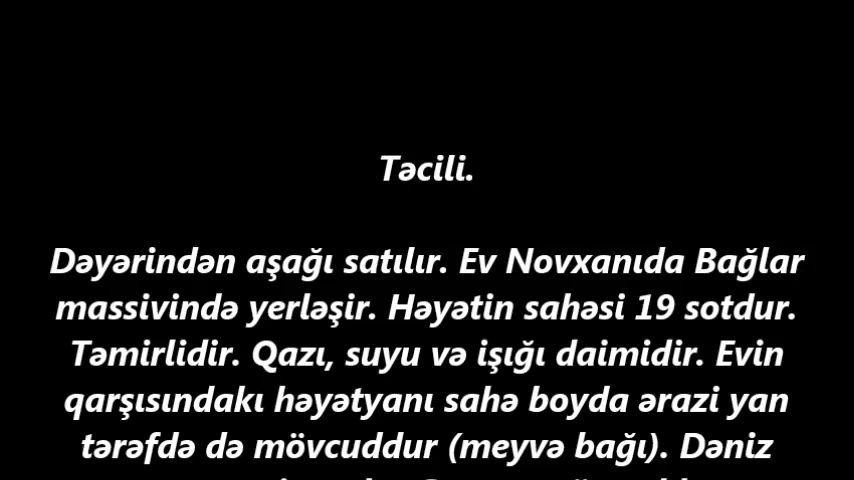 Təcili.
Dəyərindən aşağı satılır. Ev Novxanıda Bağlar
massivində yerləşir. Həyətin sahəsi 19 sotdur.
Təmirlidir. Qazı, suyu və işığı daimidir. Evin
qarşısındakı həyətyanı sahə boyda ərazi yan
tərəfdə də mövcuddur (meyvə bağı). Dəniz